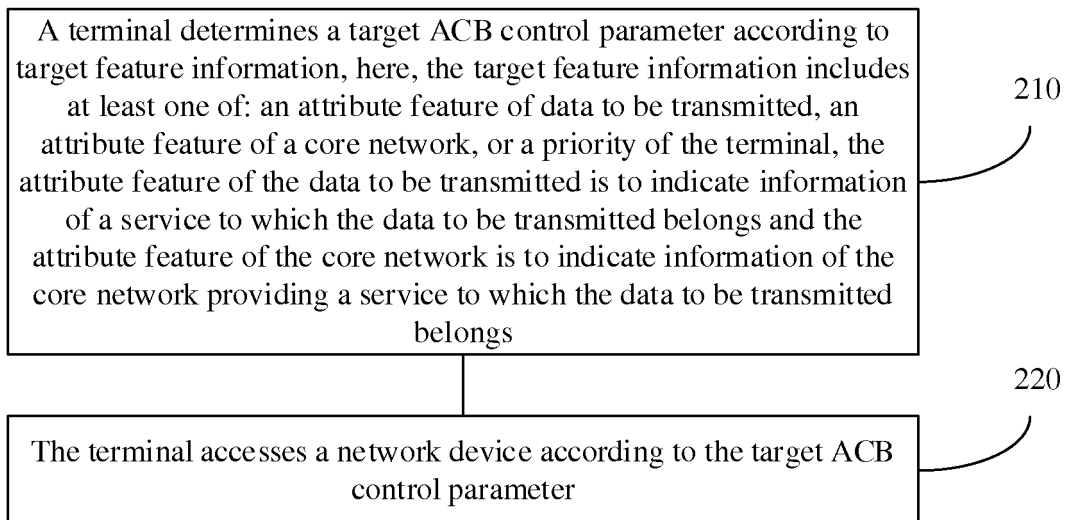 A terminal determines a target ACB control parameter according to
target feature information, here, the target feature information includes
at least one of: an attribute feature of data to be transmitted, an
attribute feature of a core network, or a priority of the terminal, the
attribute feature of the data to be transmitted is to indicate information
of a service to which the data to be transmitted belongs and the
attribute feature of the core network is to indicate information of the
core network providing a service to which the data to be transmitted
belongs
210
The terminal accesses a network device according to the target ACB
control parameter
220